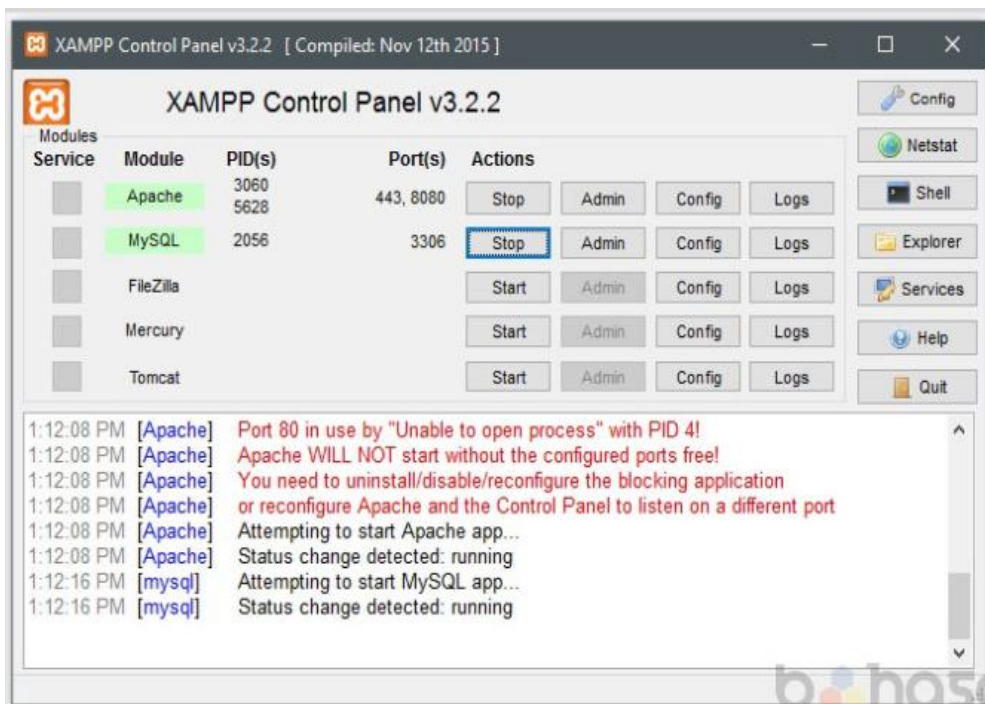 XAMPP Control Panel v3.2.2 [ Compiled: Nov 12th 2015 ]
XAMPP Control Panel v3.2.2
Config
Modules
Netstat
Service Module PID(s) Port(s) Actions
Apache 3060 5628 443, 8080 Stop Admin Config Logs
Shell
MySQL 2056 3306 Stop Admin Config Logs
Explorer
FileZilla Start Admin Config Logs
Services
Mercury Start Admin Config Logs
Help
Tomcat Start Admin Config Logs
Quit
1:12:08 PM [Apache] Port 80 in use by "Unable to open process" with PID 4!
1:12:08 PM [Apache] Apache WILL NOT start without the configured ports free!
1:12:08 PM [Apache] You need to uninstall/disable/reconfigure the blocking application
1:12:08 PM [Apache] or reconfigure Apache and the Control Panel to listen on a different port
1:12:08 PM [Apache] Attempting to start Apache app...
1:12:08 PM [Apache] Status change detected: running
1:12:16 PM [mysql] Attempting to start MySQL app...
1:12:16 PM [mysql] Status change detected: running